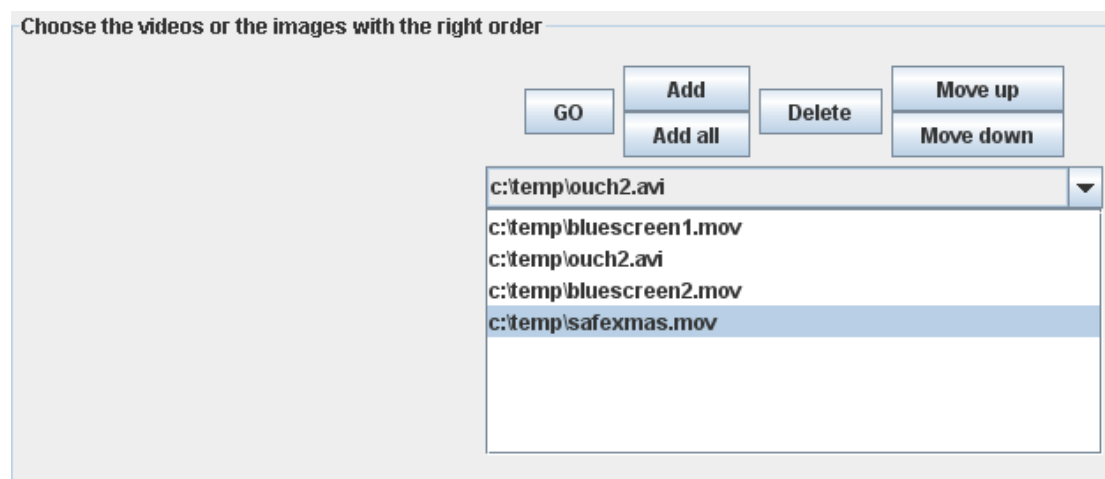 Choose the videos or the images with the right order
GO
Add
Add all
Delete
Move up
Move down
c:\temp\ouch2.avi
c:\temp\bluescreen1.mov
c:\temp\ouch2.avi
c:\temp\bluescreen2.mov
c:\temp\safexmas.mov